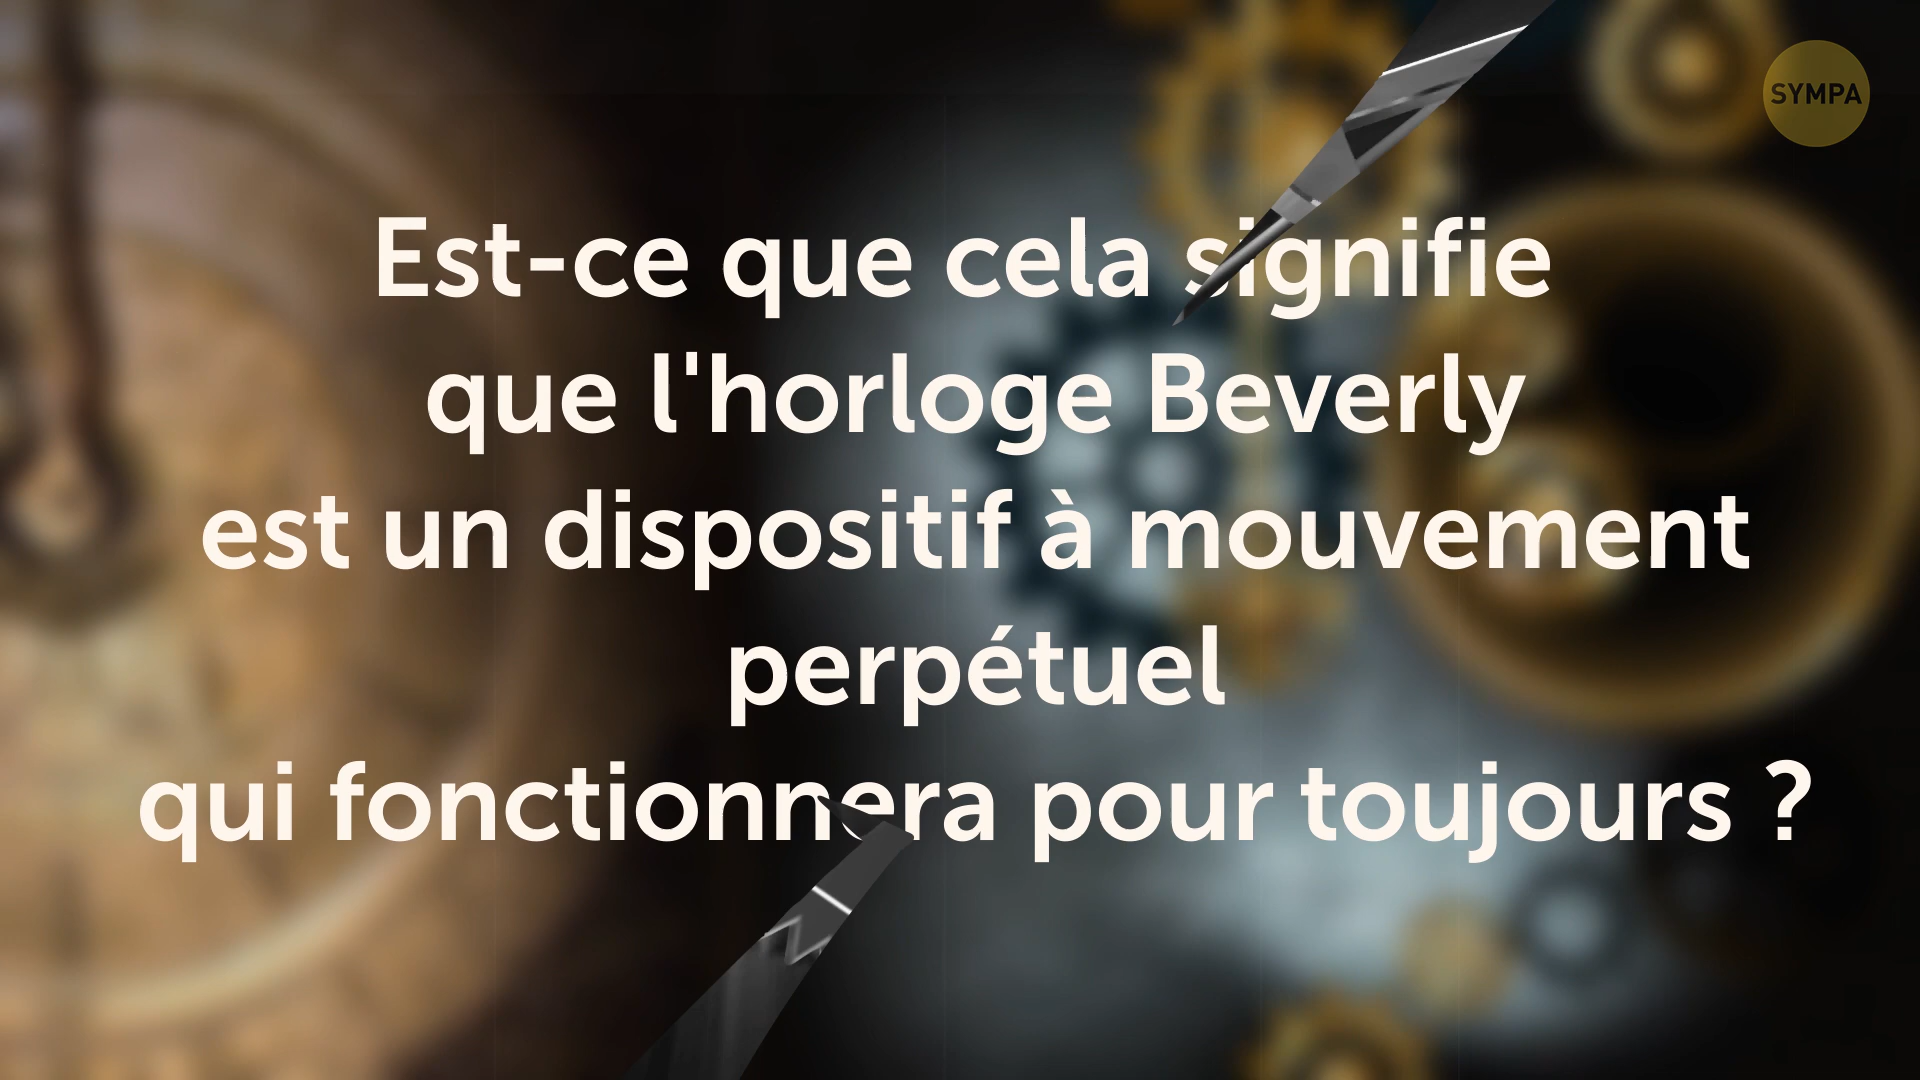 SYMPA
Est-ce que cela signifie
que l'horloge Beverly
est un dispositif à mouvement
perpétuel
qui fonctionnera pour toujours ?